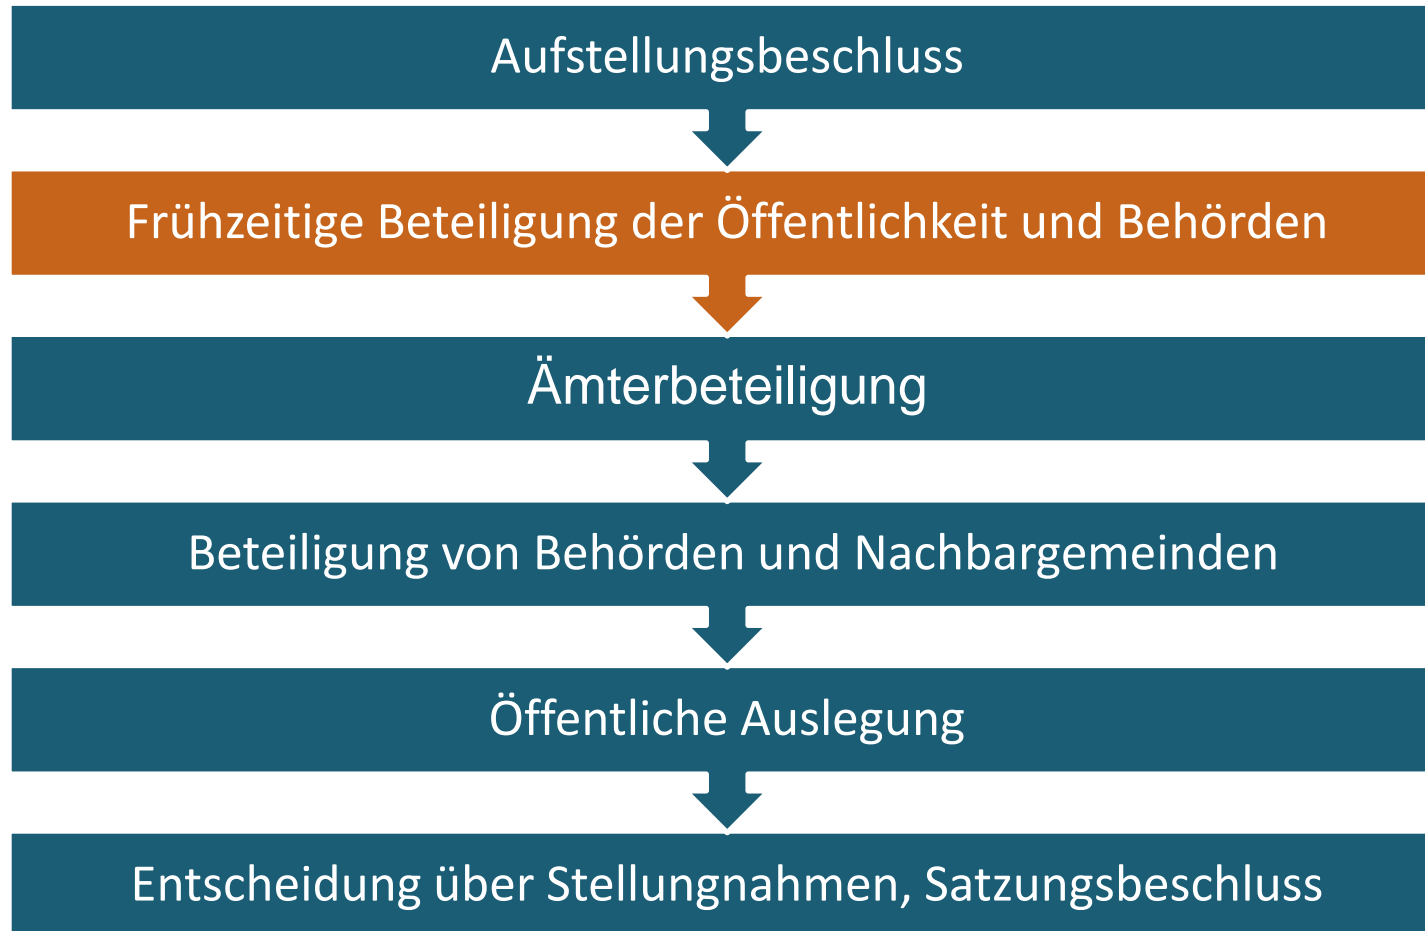 Aufstellungsbeschluss
Frühzeitige Beteiligung der Öffentlichkeit und Behörden
Ämterbeteiligung
Beteiligung von Behörden und Nachbargemeinden
Öffentliche Auslegung
Entscheidung über Stellungnahmen, Satzungsbeschluss